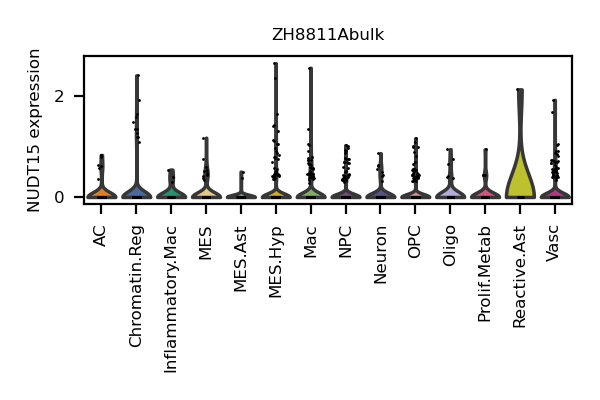 ZH8811Abulk
NUDT15 expression
2
0
AC
Chromatin.Reg
Inflammatory.Mac
MES
MES.Ast
MES.Hyp
Mac
NPC
Neuron
OPC
Oligo
Prolif.Metab
Reactive.Ast
Vasc